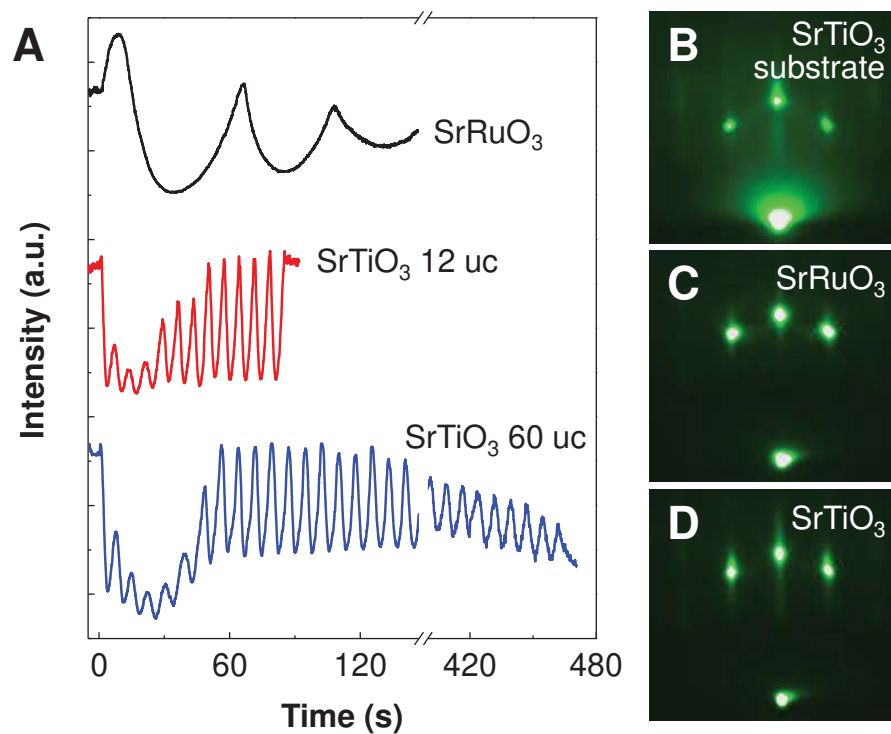 A
SrRuO3
SrTiO3 12 uc
SrTiO3 60 uc
Intensity (a.u.)
0
60
120
420
480
Time (s)
B
SrTiO3
substrate
C
SrRuO3
D
SrTiO3